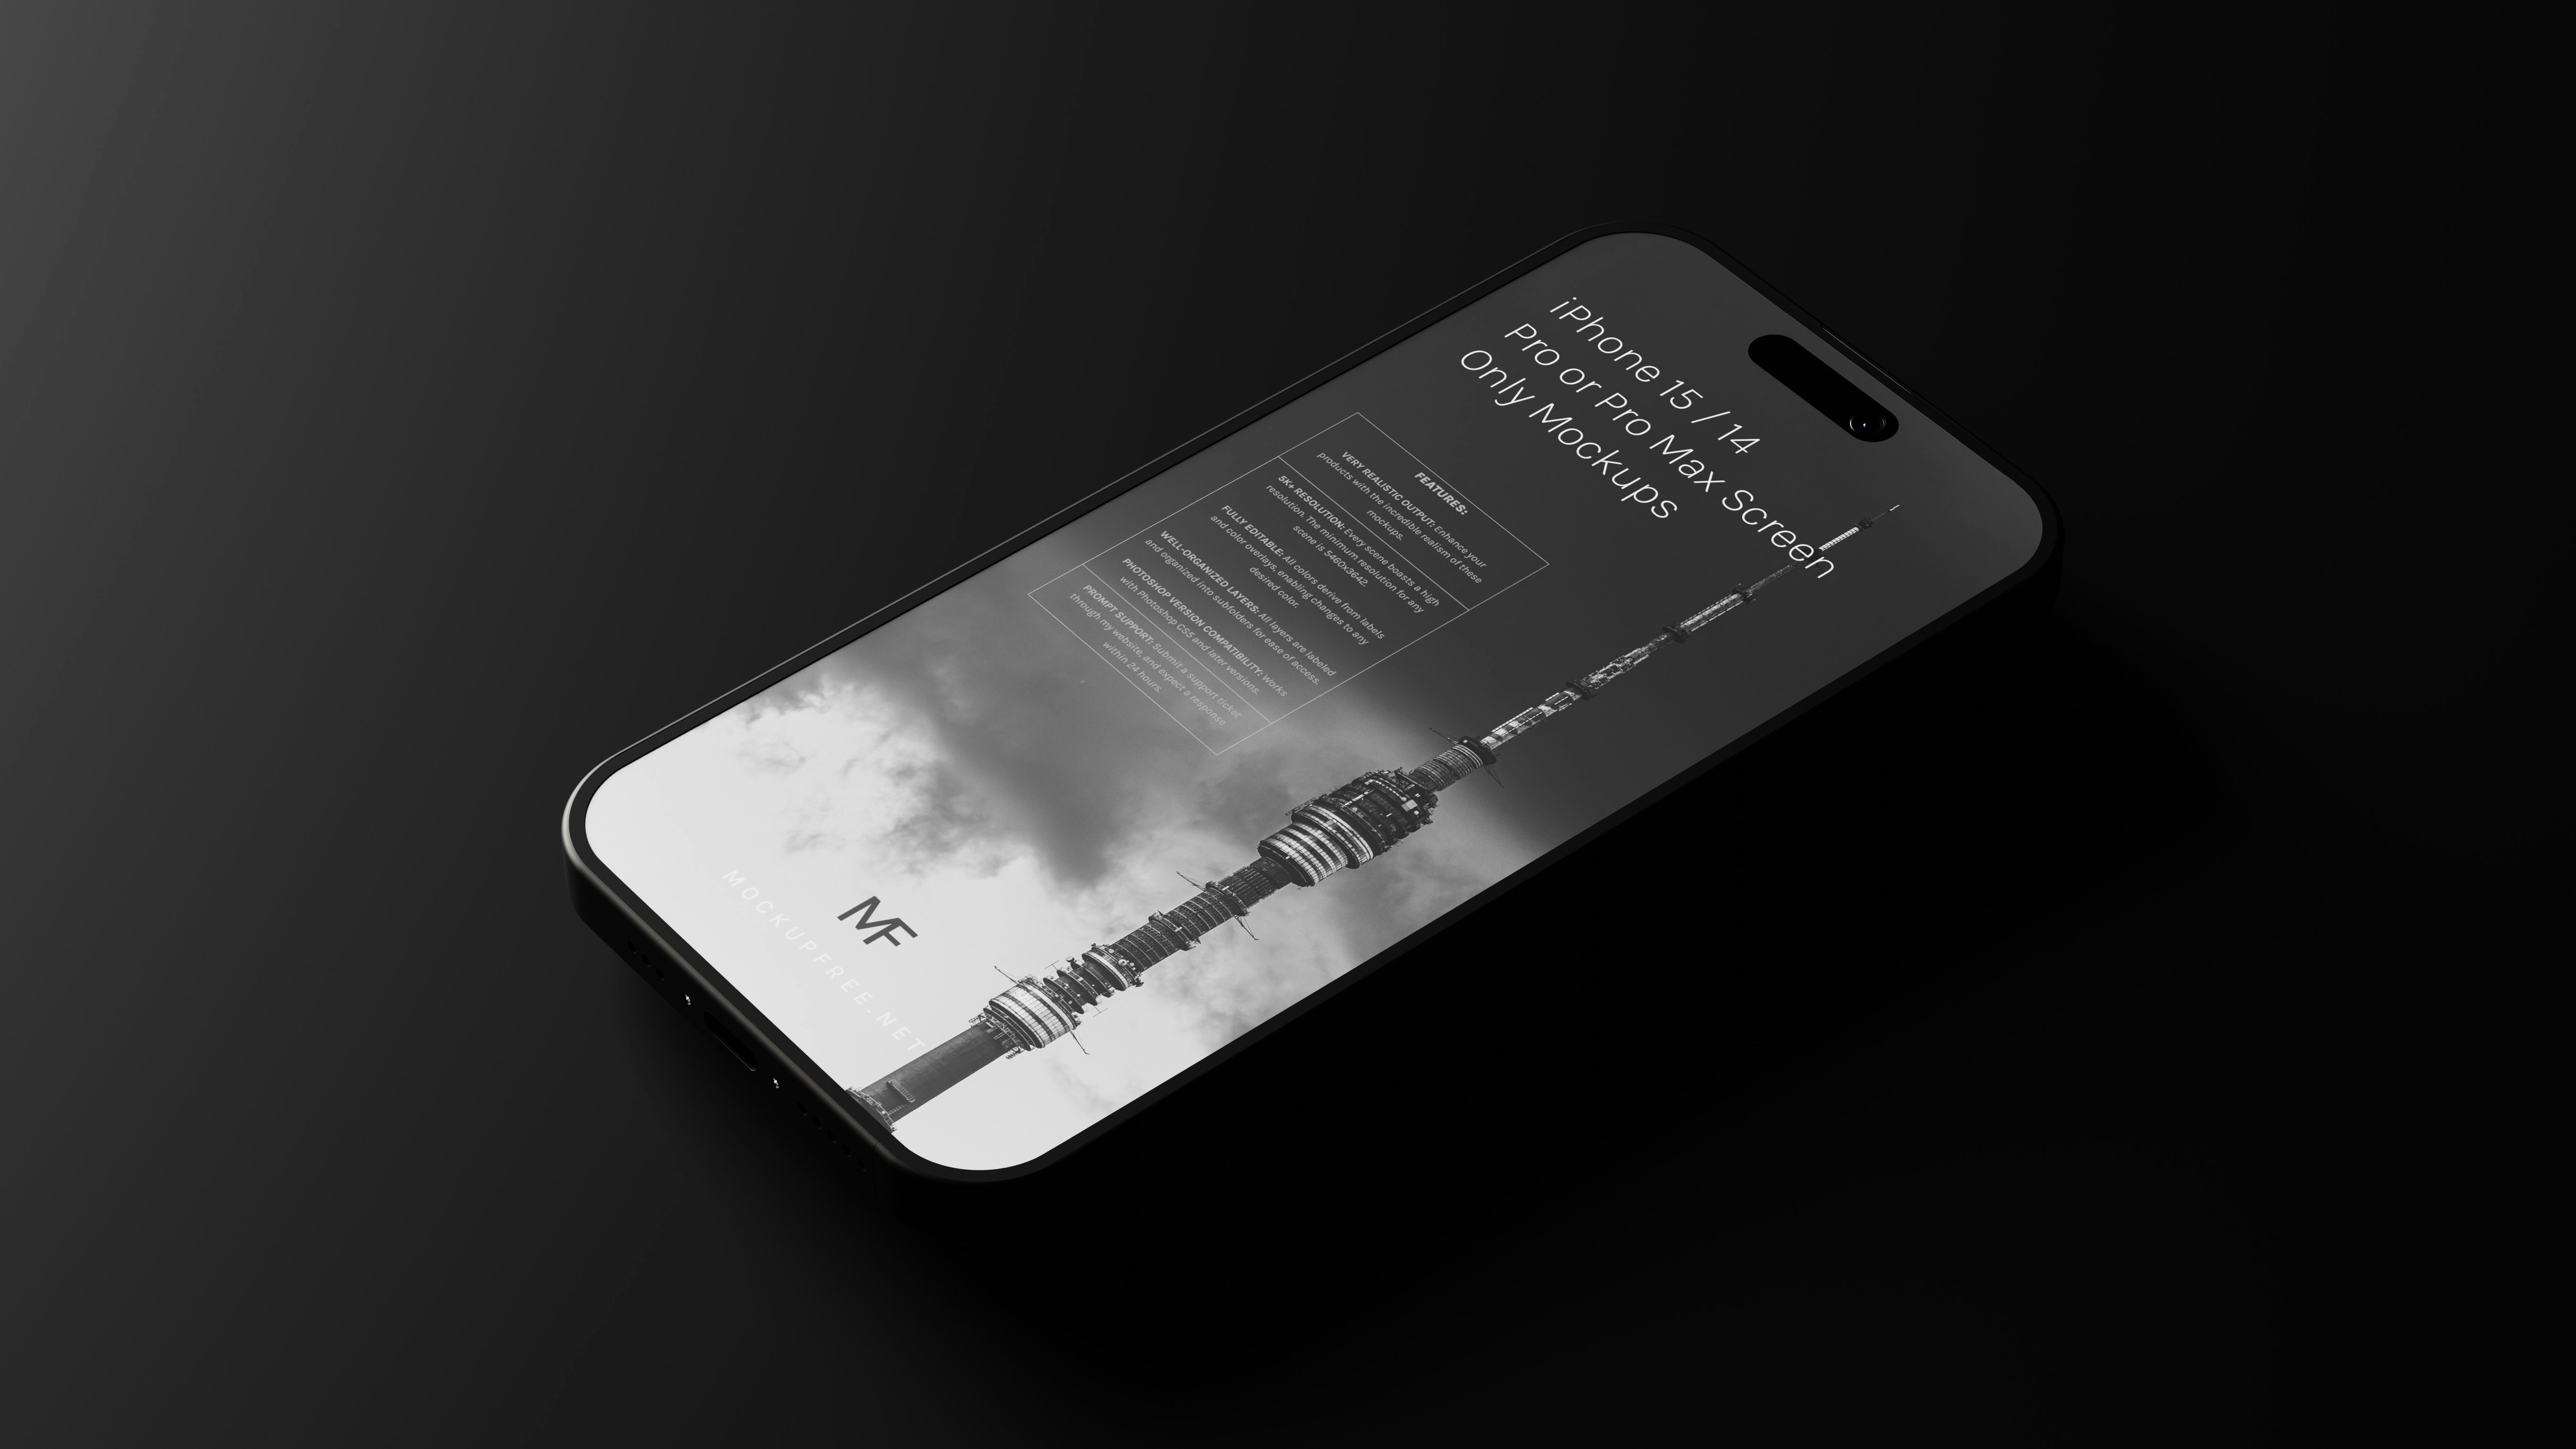 iPhone 15 / 14
Pro or Pro Max Screen
Only Mockups
FEATURES:
VERY REALISTIC OUTPUT: Enhance your
products with the incredible realism of these
mockups.
5K+ RESOLUTION: Every scene boasts a high
resolution. The minimum resolution for any
scene is 5460x3642.
FULLY EDITABLE: All colors derive from labels
and color overlays, enabling changes to any
desired color.
WELL-ORGANIZED LAYERS: All layers are labeled
and organized into subfolders for ease of access.
PHOTOSHOP VERSION COMPATIBILITY: Works
with Photoshop CS5 and later versions.
PROMPT SUPPORT: Submit a support ticket
through my website, and expect a response
within 24 hours.
MF
MOCKUPFREE.NET